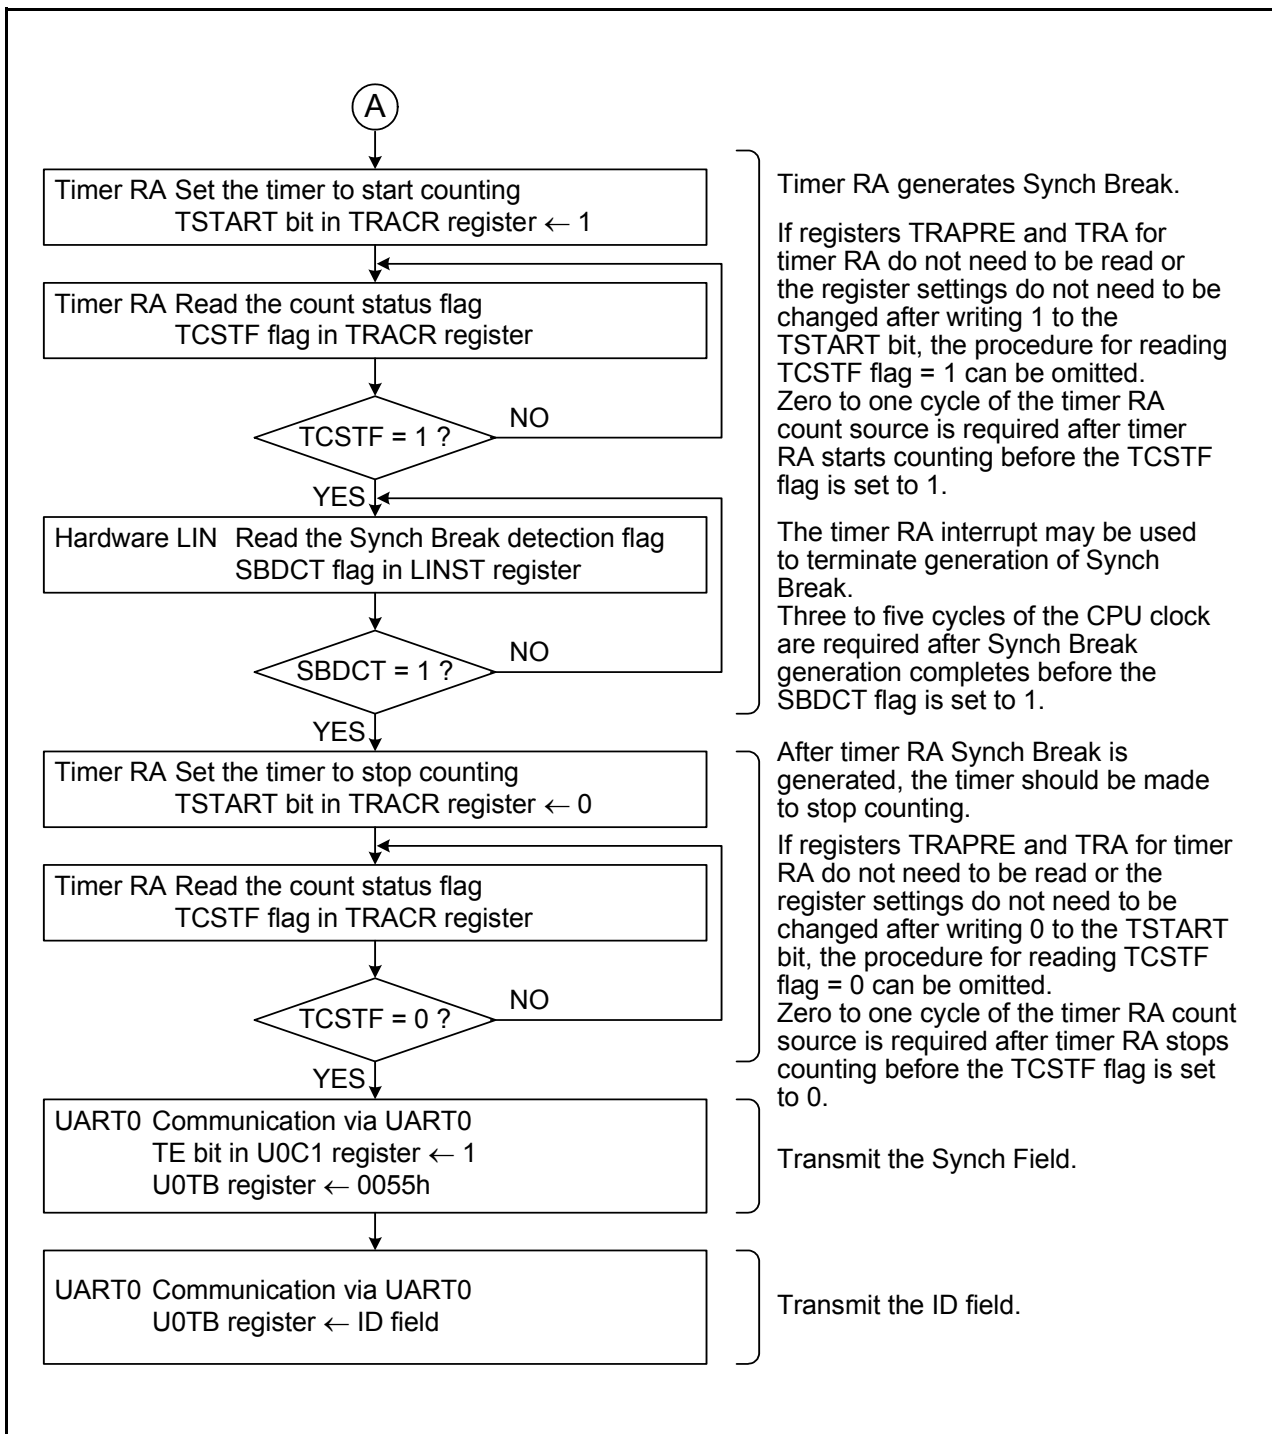 A
Timer RA Set the timer to start counting
TSTART bit in TRACR register ← 1
Timer RA Read the count status flag
TCSTF flag in TRACR register
TCSTF = 1 ?
NO
YES
Hardware LIN Read the Synch Break detection flag
SBDCT flag in LINST register
SBDCT = 1 ?
NO
YES
Timer RA generates Synch Break.
If registers TRAPRE and TRA for
timer RA do not need to be read or
the register settings do not need to be
changed after writing 1 to the
TSTART bit, the procedure for reading
TCSTF flag = 1 can be omitted.
Zero to one cycle of the timer RA
count source is required after timer
RA starts counting before the TCSTF
flag is set to 1.
The timer RA interrupt may be used
to terminate generation of Synch
Break.
Three to five cycles of the CPU clock
are required after Synch Break
generation completes before the
SBDCT flag is set to 1.
Timer RA Set the timer to stop counting
TSTART bit in TRACR register ← 0
Timer RA Read the count status flag
TCSTF flag in TRACR register
TCSTF = 0 ?
NO
YES
After timer RA Synch Break is
generated, the timer should be made
to stop counting.
If registers TRAPRE and TRA for timer
RA do not need to be read or the
register settings do not need to be
changed after writing 0 to the TSTART
bit, the procedure for reading TCSTF
flag = 0 can be omitted.
Zero to one cycle of the timer RA count
source is required after timer RA stops
counting before the TCSTF flag is set
to 0.
UART0 Communication via UART0
TE bit in U0C1 register ← 1
U0TB register ← 0055h
Transmit the Synch Field.
UART0 Communication via UART0
U0TB register ← ID field
Transmit the ID field.